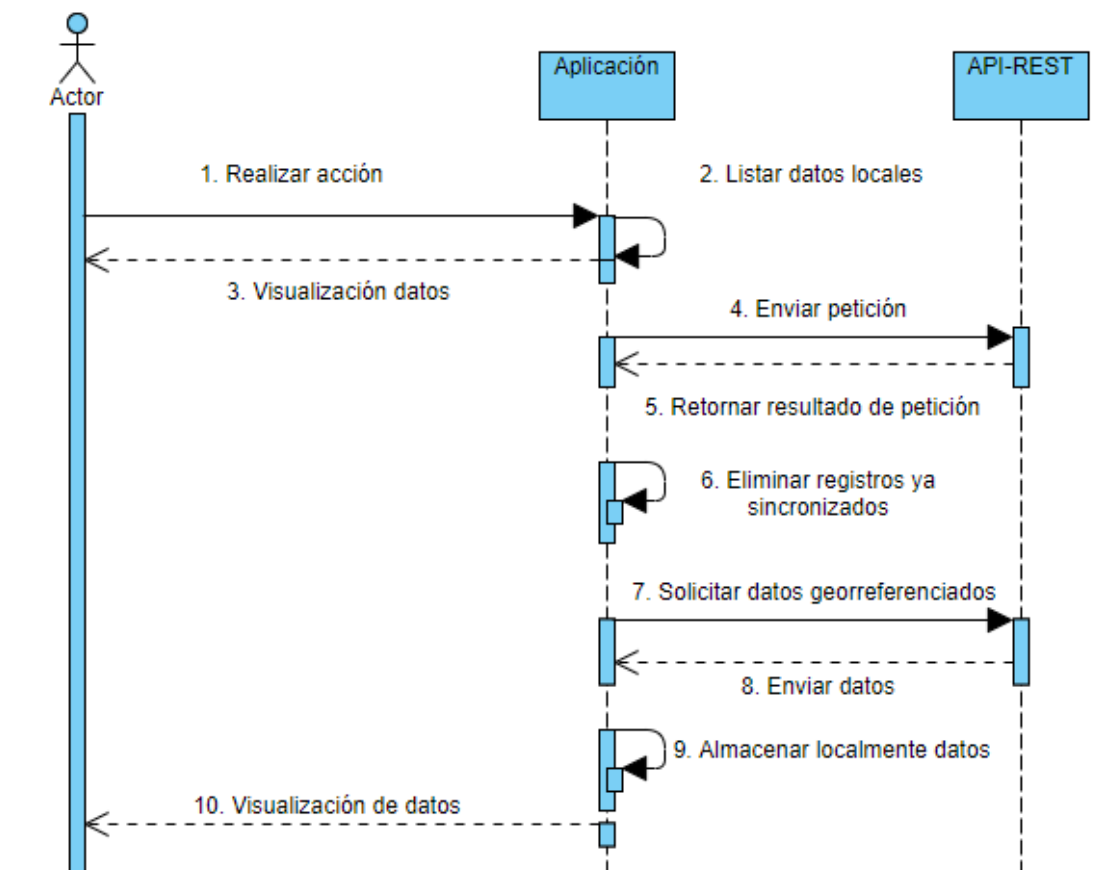 Actor
Aplicación
API-REST
1. Realizar acción
2. Listar datos locales
3. Visualización datos
4. Enviar petición
5. Retornar resultado de petición
6. Eliminar registros ya
sincronizados
7. Solicitar datos georreferenciados
8. Enviar datos
9. Almacenar localmente datos
10. Visualización de datos